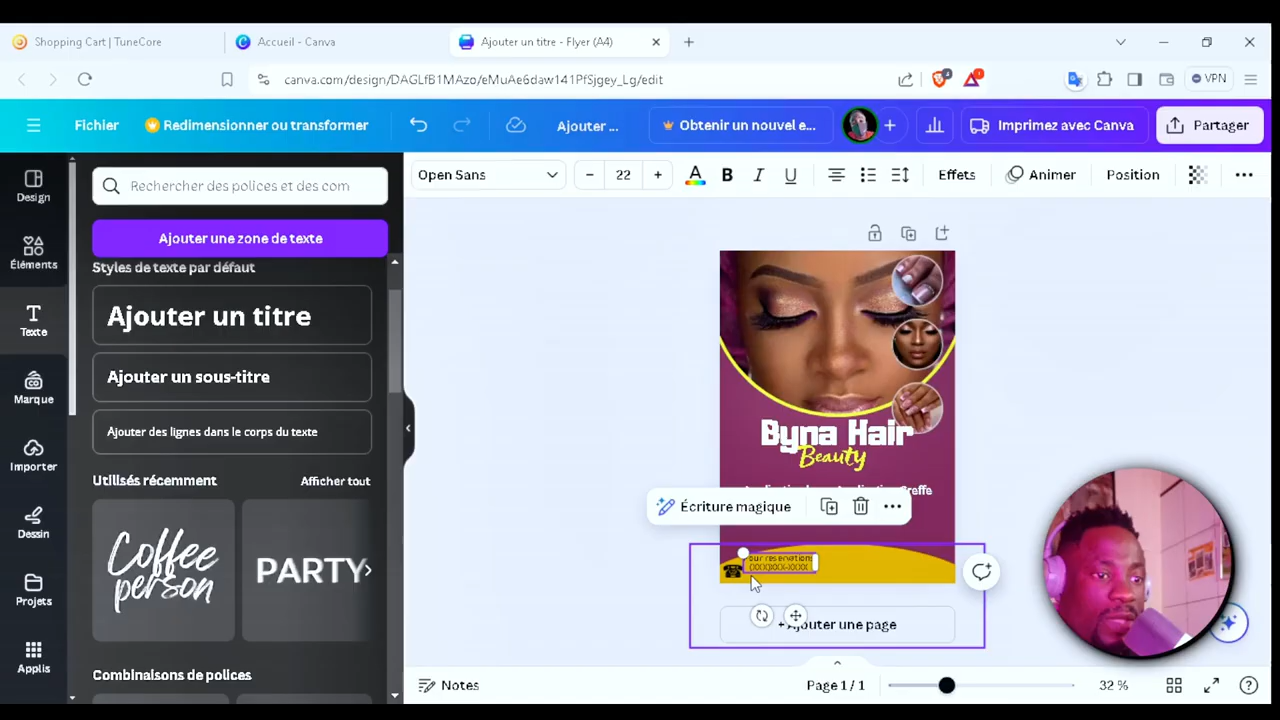 Shopping Cart | TuneCore
Accueil - Canva
Ajouter un titre - Flyer (A4)
canva.com/design/DAGLfB1MAzo/eMuAe6daw141PfSjgey_Lg/edit
VPN
Fichier
Redimensionner ou transformer
Ajouter ...
Obtenir un nouvel e...
Imprimez avec Canva
Partager
Design
Éléments
Texte
Marque
Importer
Dessin
Projets
Applis
Rechercher des polices et des com
Ajouter une zone de texte
Styles de texte par défaut
Ajouter un titre
Ajouter un sous-titre
Ajouter des lignes dans le corps du texte
Utilisés récemment
Afficher tout
Coffee
person
PARTY
Combinaisons de polices
Open Sans
22
B
I
U
Effets
Animer
Position
Byna Hair
Beauty
Greffe
Écriture magique
our reservations
Ajouter une page
Notes
Page 1 / 1
32 %